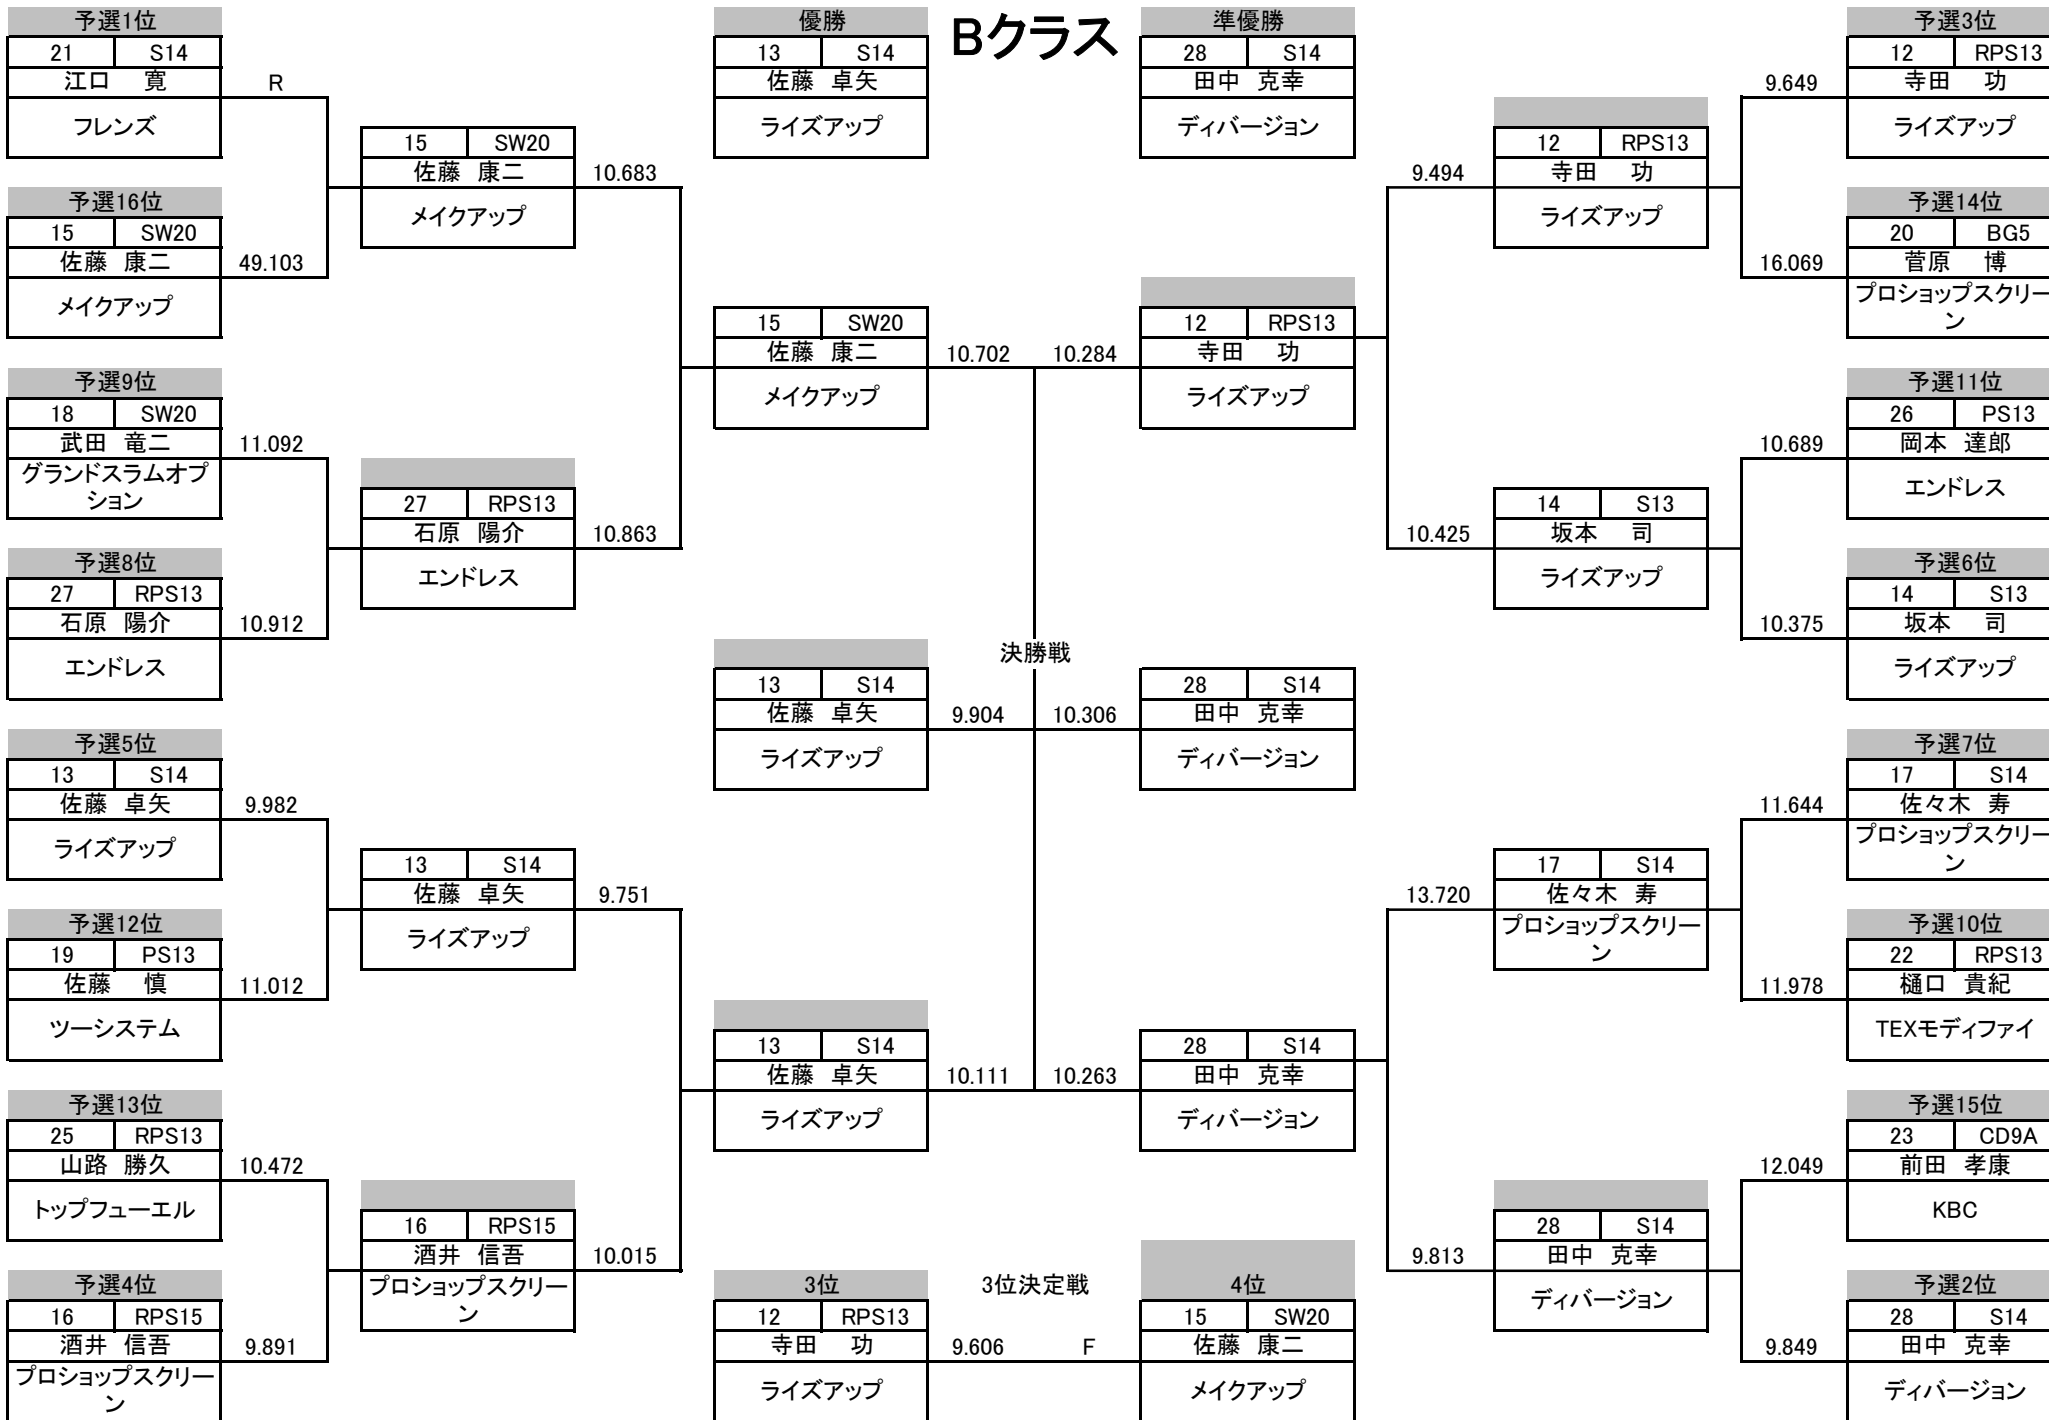 Bクラス
予選1位
21 S14
江口 寛 R
フレンズ
予選16位
15 SW20
佐藤 康二 49.103
メイクアップ
予選9位
18 SW20
武田 竜二 11.092
グランドスラムオプ
ション
予選8位
27 RPS13
石原 陽介 10.912
エンドレス
予選5位
13 S14
佐藤 卓矢 9.982
ライズアップ
予選12位
19 PS13
佐藤 慎 11.012
ツーシステム
予選13位
25 RPS13
山路 勝久 10.472
トップフューエル
予選4位
16 RPS15
酒井 信吾 9.891
プロショップスクリー
ン
15 SW20
佐藤 康二 10.683
メイクアップ
27 RPS13
石原 陽介 10.863
エンドレス
13 S14
佐藤 卓矢 9.751
ライズアップ
16 RPS15
酒井 信吾 10.015
プロショップスクリー
ン
優勝
13 S14
佐藤 卓矢
ライズアップ
準優勝
28 S14
田中 克幸
ディバージョン
15 SW20
佐藤 康二 10.702
メイクアップ
12 RPS13
10.284 寺田 功
ライズアップ
決勝戦
13 S14
佐藤 卓矢 9.904
ライズアップ
28 S14
10.306 田中 克幸
ディバージョン
13 S14
佐藤 卓矢 10.111
ライズアップ
28 S14
10.263 田中 克幸
ディバージョン
3位決定戦
3位
12 RPS13
寺田 功 9.606
ライズアップ
4位
15 SW20
F 佐藤 康二
メイクアップ
12 RPS13
9.494 寺田 功
ライズアップ
14 S13
10.425 坂本 司
ライズアップ
17 S14
13.720 佐々木 寿
プロショップスクリー
ン
28 S14
9.813 田中 克幸
ディバージョン
予選3位
12 RPS13
9.649 寺田 功
ライズアップ
予選14位
20 BG5
16.069 菅原 博
プロショップスクリー
ン
予選11位
26 PS13
10.689 岡本 達郎
エンドレス
予選6位
14 S13
10.375 坂本 司
ライズアップ
予選7位
17 S14
11.644 佐々木 寿
プロショップスクリー
ン
予選10位
22 RPS13
11.978 樋口 貴紀
TEXモディファイ
予選15位
23 CD9A
12.049 前田 孝康
KBC
予選2位
28 S14
9.849 田中 克幸
ディバージョン